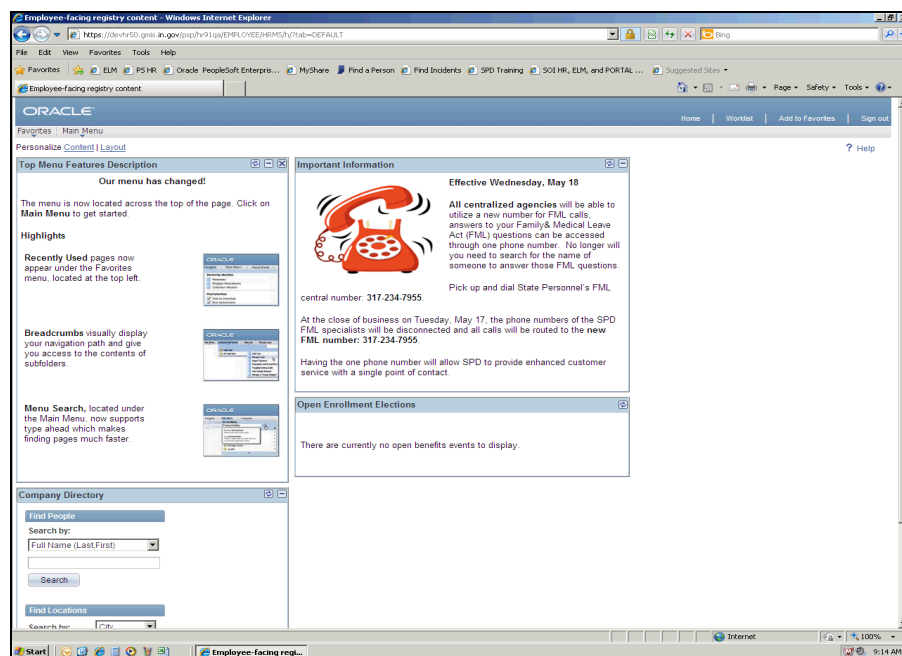 Employee-facing registry content - Windows Internet Explorer
https://devhr50.gmis.in.gov/psp/hr91qa/EMPLOYEE/HRMS/h/?tab=DEFAULT
Bing
File Edit View Favorites Tools Help
Favorites ELM PS HR Oracle PeopleSoft Enterpris... MyShare Find a Person Find Incidents SPD Training SOI HR, ELM, and PORTAL ... Suggested Sites
Employee-facing registry content
Page Safety Tools
ORACLE
Home | Worklist | Add to Favorites | Sign out
Favorites Main Menu
Personalize Content | Layout
? Help
Top Menu Features Description
Our menu has changed!
The menu is now located across the top of the page. Click on
Main Menu to get started.
Highlights
Recently Used pages now
appear under the Favorites
menu, located at the top left.
ORACLE
Breadcrumbs visually display
your navigation path and give
you access to the contents of
subfolders.
ORACLE
Menu Search, located under
the Main Menu, now supports
type ahead which makes
finding pages much faster.
ORACLE
Important Information
Effective Wednesday, May 18
All centralized agencies will be able to
utilize a new number for FML calls,
answers to your Family& Medical Leave
Act (FML) questions can be accessed
through one phone number. No longer will
you need to search for the name of
someone to answer those FML questions.
Pick up and dial State Personnel's FML
central number: 317-234-7955.
At the close of business on Tuesday, May 17, the phone numbers of the SPD
FML specialists will be disconnected and all calls will be routed to the new
FML number: 317-234-7955.
Having the one phone number will allow SPD to provide enhanced customer
service with a single point of contact.
Open Enrollment Elections
There are currently no open benefits events to display.
Company Directory
Find People
Search by:
Full Name (Last,First)
Search
Find Locations
Search by: City
Internet
100%
Start
Employee-facing regi...
9:14 AM